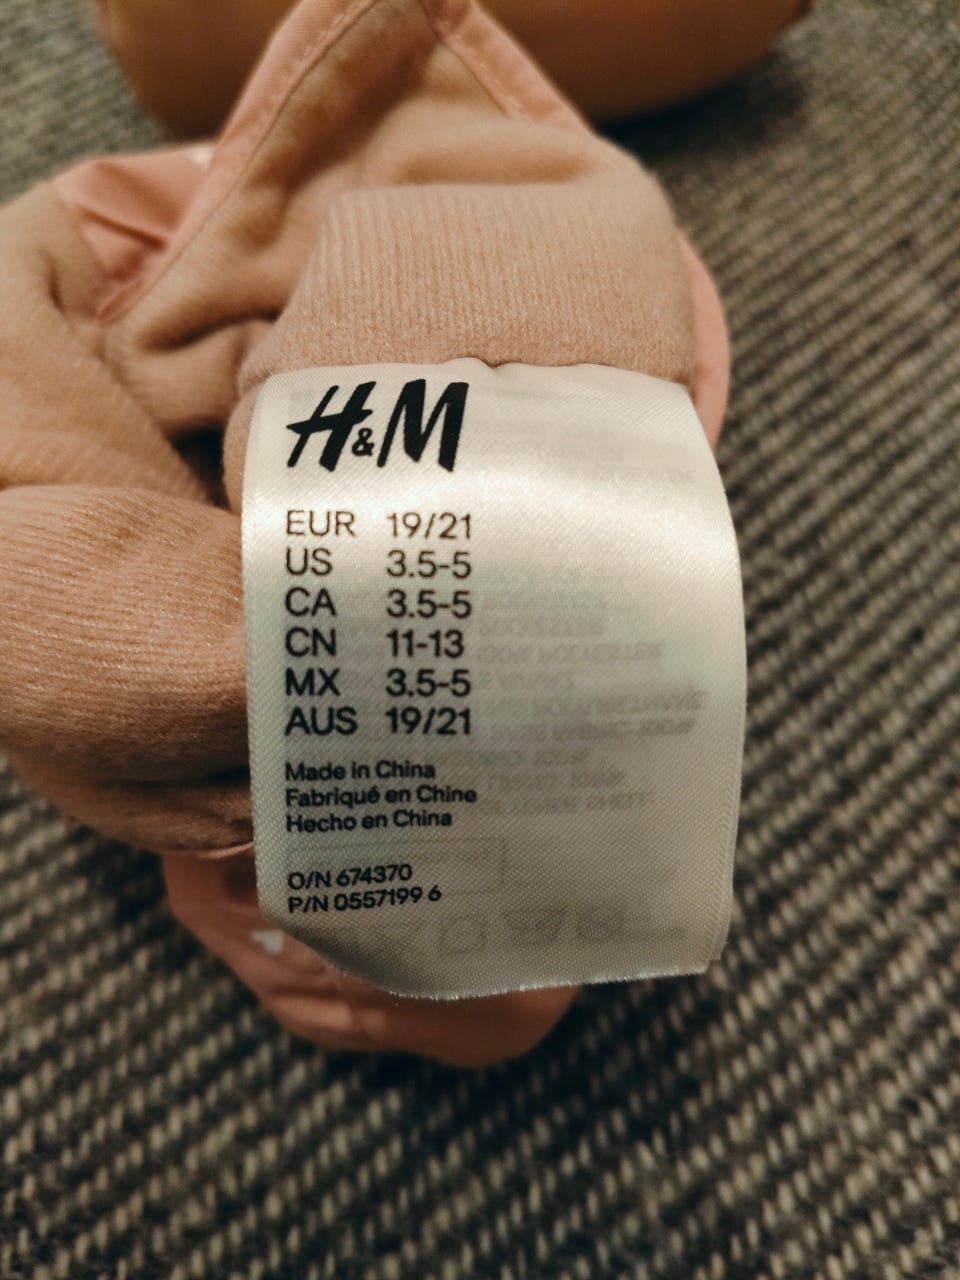 H&M
EUR 19/21
US 3.5-5
CA 3.5-5
CN 11-13
MX 3.5-5
AUS 19/21
Made in China
Fabriqué en Chine
Hecho en China
O/N 674370
P/N 0557199 6